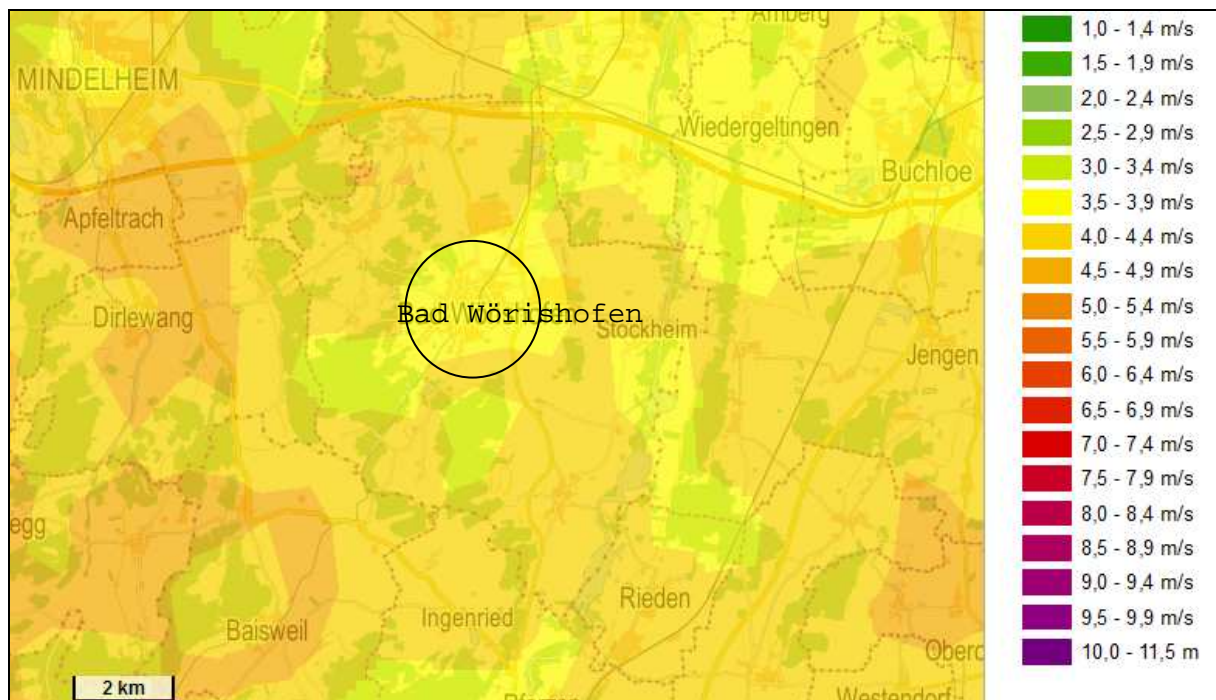 Amberg
MINDELHEIM
Wiedergeltingen
Buchloe
Apfeltrach
Dirlewang
Bad Wörishofen
Stockheim
Jengen
egg
Rieden
Ingenried
Baisweil
Obero
Westendorf
Pforzen
2 km
1,0 - 1,4 m/s
1,5 - 1,9 m/s
2,0 - 2,4 m/s
2,5 - 2,9 m/s
3,0 - 3,4 m/s
3,5 - 3,9 m/s
4,0 - 4,4 m/s
4,5 - 4,9 m/s
5,0 - 5,4 m/s
5,5 - 5,9 m/s
6,0 - 6,4 m/s
6,5 - 6,9 m/s
7,0 - 7,4 m/s
7,5 - 7,9 m/s
8,0 - 8,4 m/s
8,5 - 8,9 m/s
9,0 - 9,4 m/s
9,5 - 9,9 m/s
10,0 - 11,5 m